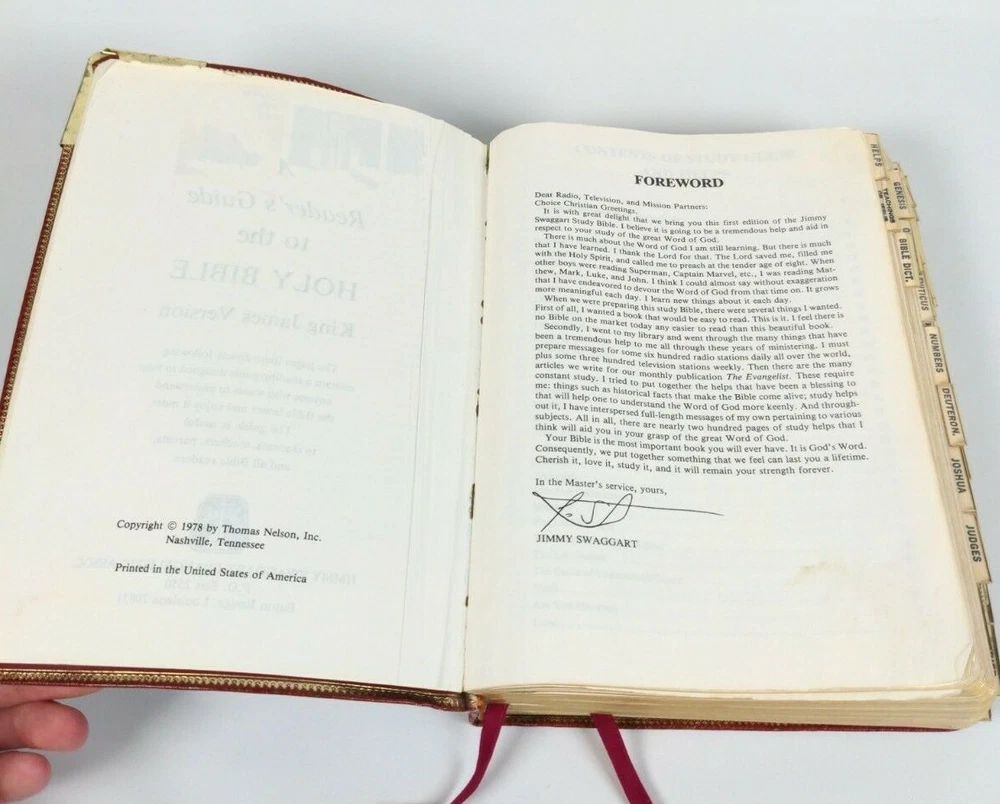 Reader's Guide
to the
HOLY BIBLE
King James Version
Copyright © 1978 by Thomas Nelson, Inc.
Nashville, Tennessee
Printed in the United States of America
FOREWORD
Dear Radio, Television, and Mission Partners:
Choice Christian Greetings.
It is with great delight that we bring you this first edition of the Jimmy
Swaggart Study Bible. I believe it is going to be a tremendous help and aid in
respect to your study of the great Word of God.
There is much about the Word of God I am still learning. But there is much
that I have learned. I thank the Lord for that. The Lord saved me, filled me
with the Holy Spirit, and called me to preach at the tender age of eight. When
other boys were reading Superman, Captain Marvel, etc., I was reading Mat-
thew, Mark, Luke, and John. I think I could almost say without exaggeration
that I have endeavored to devour the Word of God from that time on. It grows
more meaningful each day. I learn new things about it each day.
When we were preparing this study Bible, there were several things I wanted.
First of all, I wanted a book that would be easy to read. This is it. I feel there is
no Bible on the market today any easier to read than this beautiful book.
Secondly, I went to my library and went through the many things that have
been a tremendous help to me all through these years of ministering. I must
prepare messages for some six hundred radio stations daily all over the world,
plus some three hundred television stations weekly. Then there are the many
articles we write for our monthly publication The Evangelist. These require
constant study. I tried to put together the helps that have been a blessing to
me: things such as historical facts that make the Bible come alive; study helps
that will help one to understand the Word of God more keenly. And through-
out it, I have interspersed full-length messages of my own pertaining to various
subjects. All in all, there are nearly two hundred pages of study helps that I
think will aid you in your grasp of the great Word of God.
Your Bible is the most important book you will ever have. It is God's Word.
Consequently, we put together something that we feel can last you a lifetime.
Cherish it, love it, study it, and it will remain your strength forever.
In the Master's service, yours,
JIMMY SWAGGART
HELPS
GENESIS
TEACHINGS
BIBLE DICT.
ITICUS
NUMBERS
DEUTERON.
JOSHUA
JUDGES